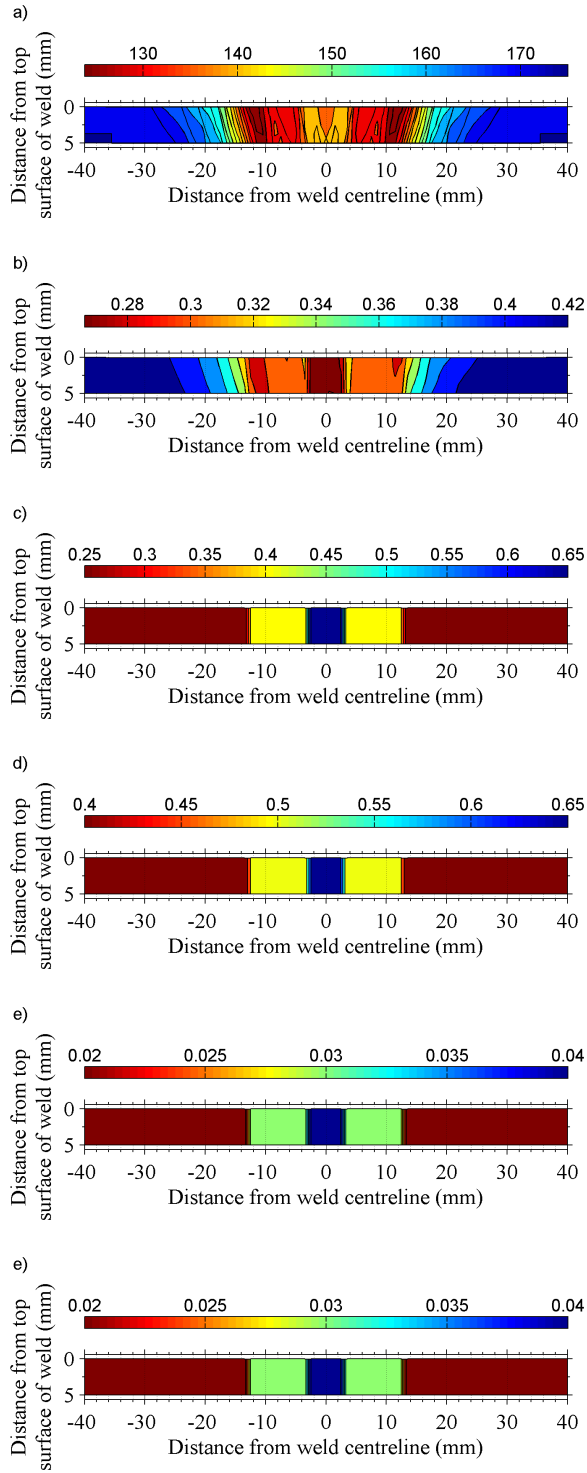 a)
130 140 150 160 170
Distance from top
surface of weld (mm)
0
5
-40 -30 -20 -10 0 10 20 30 40
Distance from weld centreline (mm)
b)
0.28 0.3 0.32 0.34 0.36 0.38 0.4 0.42
Distance from top
surface of weld (mm)
0
5
-40 -30 -20 -10 0 10 20 30 40
Distance from weld centreline (mm)
c)
0.25 0.3 0.35 0.4 0.45 0.5 0.55 0.6 0.65
Distance from top
surface of weld (mm)
0
5
-40 -30 -20 -10 0 10 20 30 40
Distance from weld centreline (mm)
d)
0.4 0.45 0.5 0.55 0.6 0.65
Distance from top
surface of weld (mm)
0
5
-40 -30 -20 -10 0 10 20 30 40
Distance from weld centreline (mm)
e)
0.02 0.025 0.03 0.035 0.04
Distance from top
surface of weld (mm)
0
5
-40 -30 -20 -10 0 10 20 30 40
Distance from weld centreline (mm)
e)
0.02 0.025 0.03 0.035 0.04
Distance from top
surface of weld (mm)
0
5
-40 -30 -20 -10 0 10 20 30 40
Distance from weld centreline (mm)